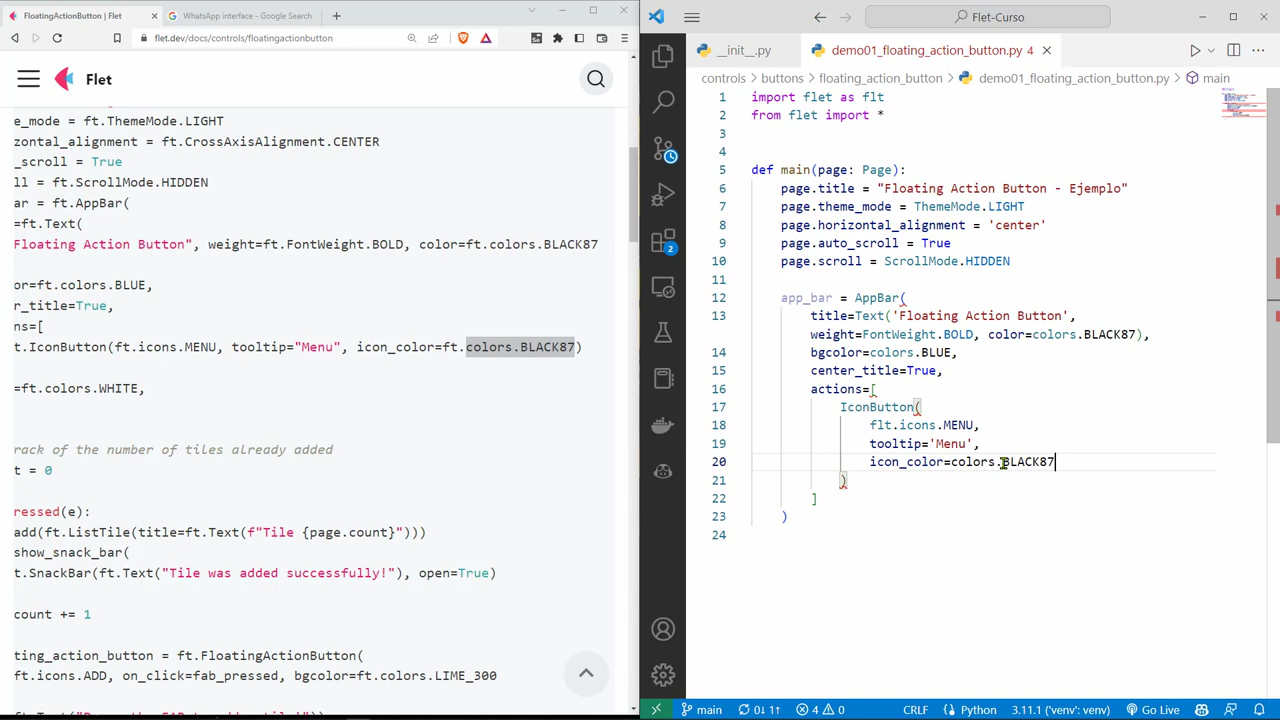 FloatingActionButton | Flet
WhatsApp interface - Google Search
flet.dev/docs/controls/floatingactionbutton
Flet
e_mode = ft.ThemeMode.LIGHT
zontal_alignment = ft.CrossAxisAlignment.CENTER
_scroll = True
ll = ft.ScrollMode.HIDDEN
ar = ft.AppBar(
=ft.Text(
Floating Action Button", weight=ft.FontWeight.BOLD, color=ft.colors.BLACK87
or=ft.colors.BLUE,
er_title=True,
ns=[
t.IconButton(ft.icons.MENU, tooltip="Menu", icon_color=ft.colors.BLACK87)
=ft.colors.WHITE,
rack of the number of tiles already added
t = 0
ressed(e):
add(ft.ListTile(title=ft.Text(f"Tile {page.count}")))
show_snack_bar(
t.SnackBar(ft.Text("Tile was added successfully!"), open=True)
count += 1
ting_action_button = ft.FloatingActionButton(
ft.icons.ADD, on_click=fab_pressed, bgcolor=ft.colors.LIME_300
Flet-Curso
__init__.py
demo01_floating_action_button.py 4
controls > buttons > floating_action_button > demo01_floating_action_button.py > main
1 import flet as flt
2 from flet import *
3
4
5 def main(page: Page):
6 page.title = "Floating Action Button - Ejemplo"
7 page.theme_mode = ThemeMode.LIGHT
8 page.horizontal_alignment = 'center'
9 page.auto_scroll = True
10 page.scroll = ScrollMode.HIDDEN
11
12 app_bar = AppBar(
13 title=Text('Floating Action Button',
weight=FontWeight.BOLD, color=colors.BLACK87),
14 bgcolor=colors.BLUE,
15 center_title=True,
16 actions=[
17 IconButton(
18 flt.icons.MENU,
19 tooltip='Menu',
20 icon_color=colors.BLACK87
21 )
22 ]
23 )
24
2
2
main 0↓ 1↑ 4 0 CRLF Python 3.11.1 ('venv': venv) Go Live